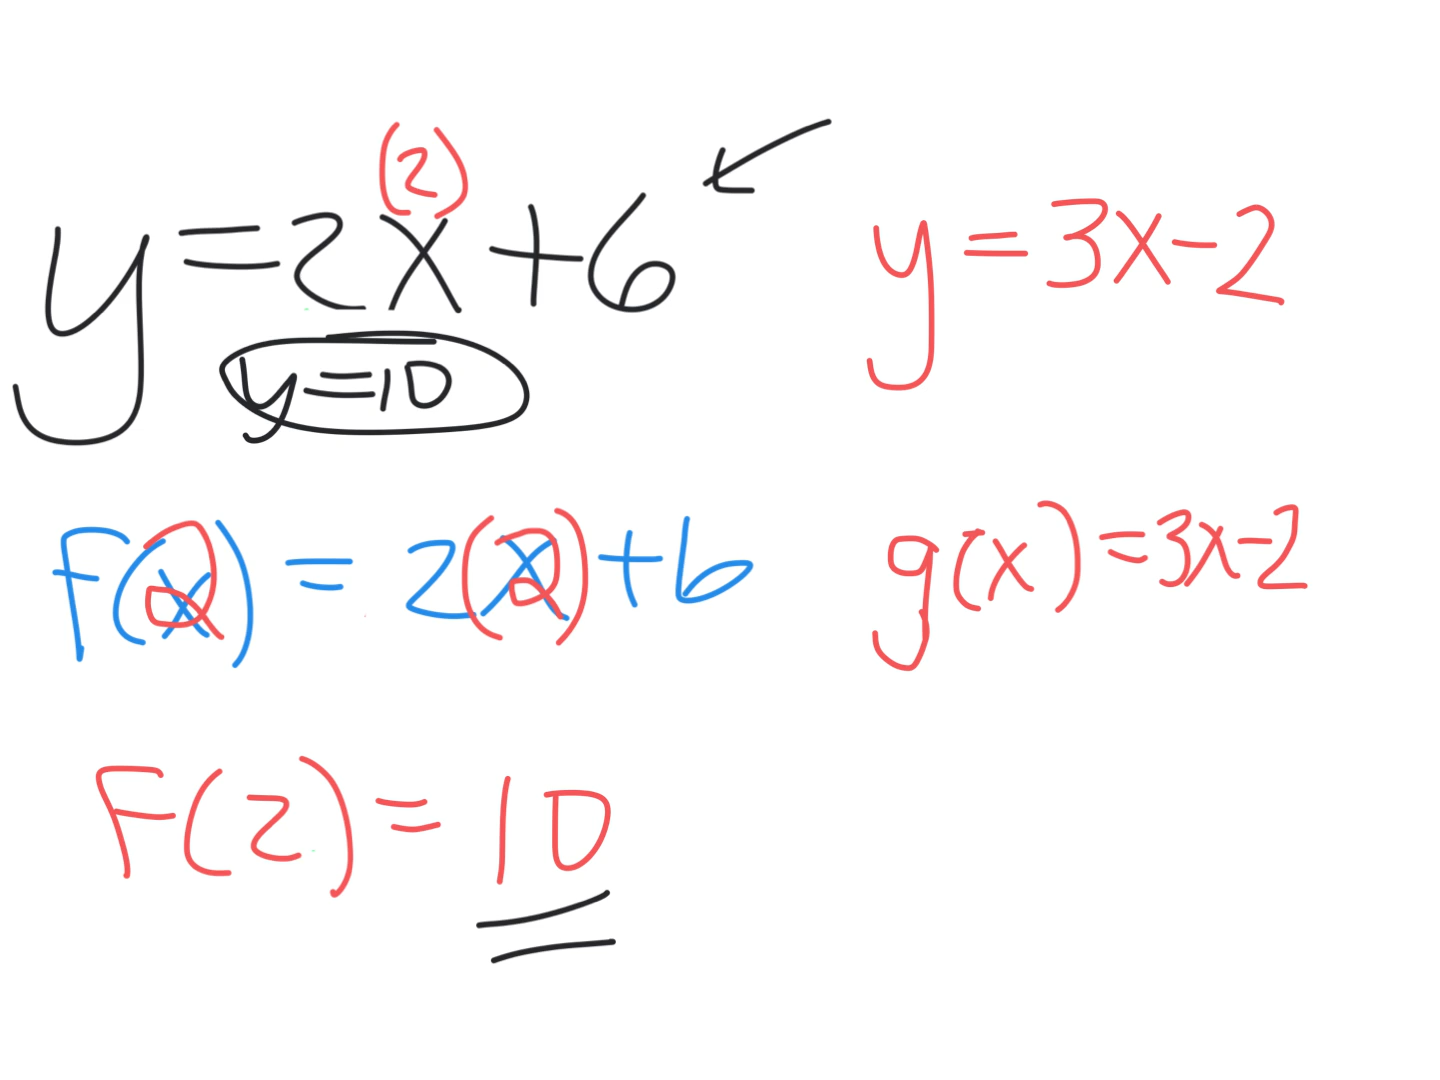 (2)
y=2x+6
y=10
y=3x-2
F(x)=2(x)+6
2 2
g(x)=3x-2
F(2)=10